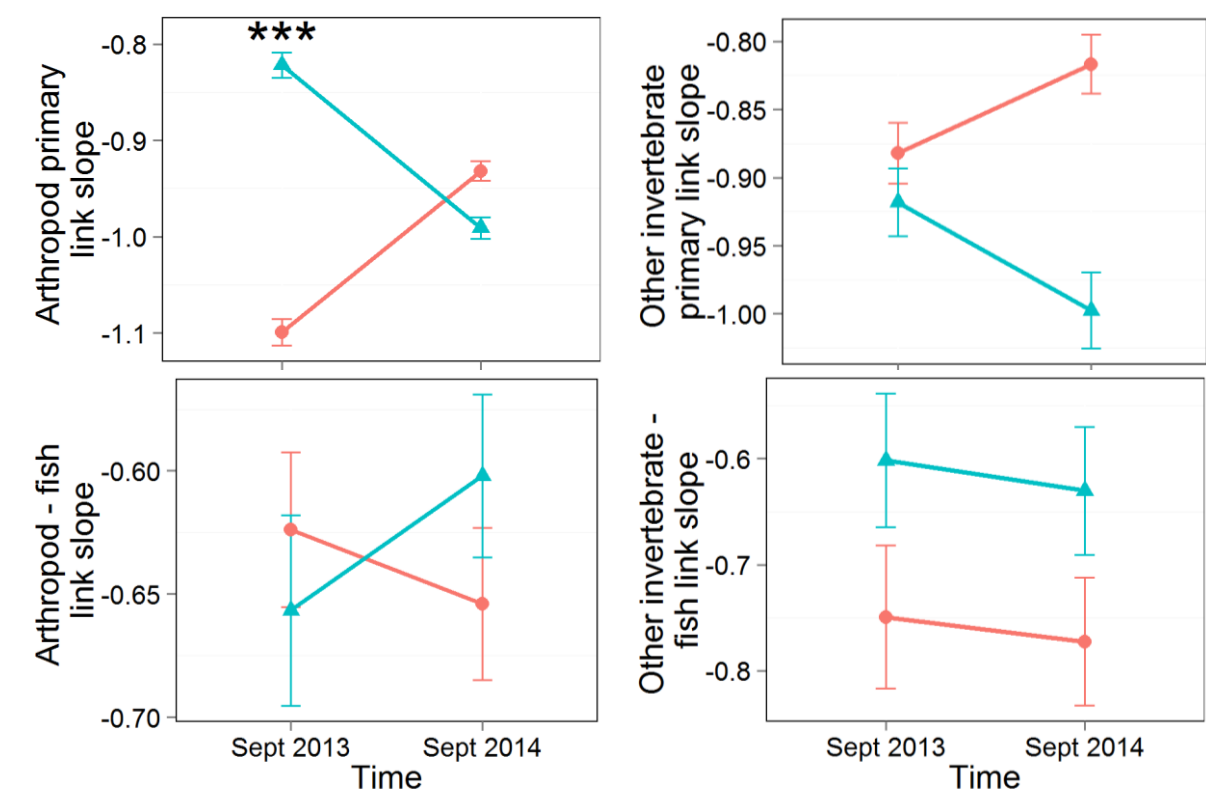 ***
Arthropod primary
link slope
-0.8
-0.9
-1.0
-1.1
Other invertebrate
primary link slope
-0.80
-0.85
-0.90
-0.95
-1.00
Arthropod - fish
link slope
-0.60
-0.65
-0.70
Sept 2013 Sept 2014
Time
Other invertebrate -
fish link slope
-0.6
-0.7
-0.8
Sept 2013 Sept 2014
Time